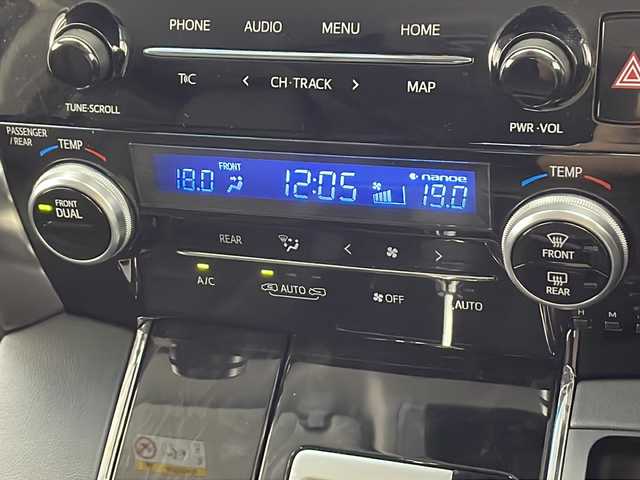 PHONE AUDIO MENU HOME
TUNE·SCROLL
T&C < CH·TRACK > MAP
PWR·VOL
PASSENGER
/REAR
TEMP
FRONT
DUAL
FRONT
18.0 12:05 nanoe 19.0
TEMP
FRONT
REAR
REAR < >
A/C AUTO OFF AUTO
H M